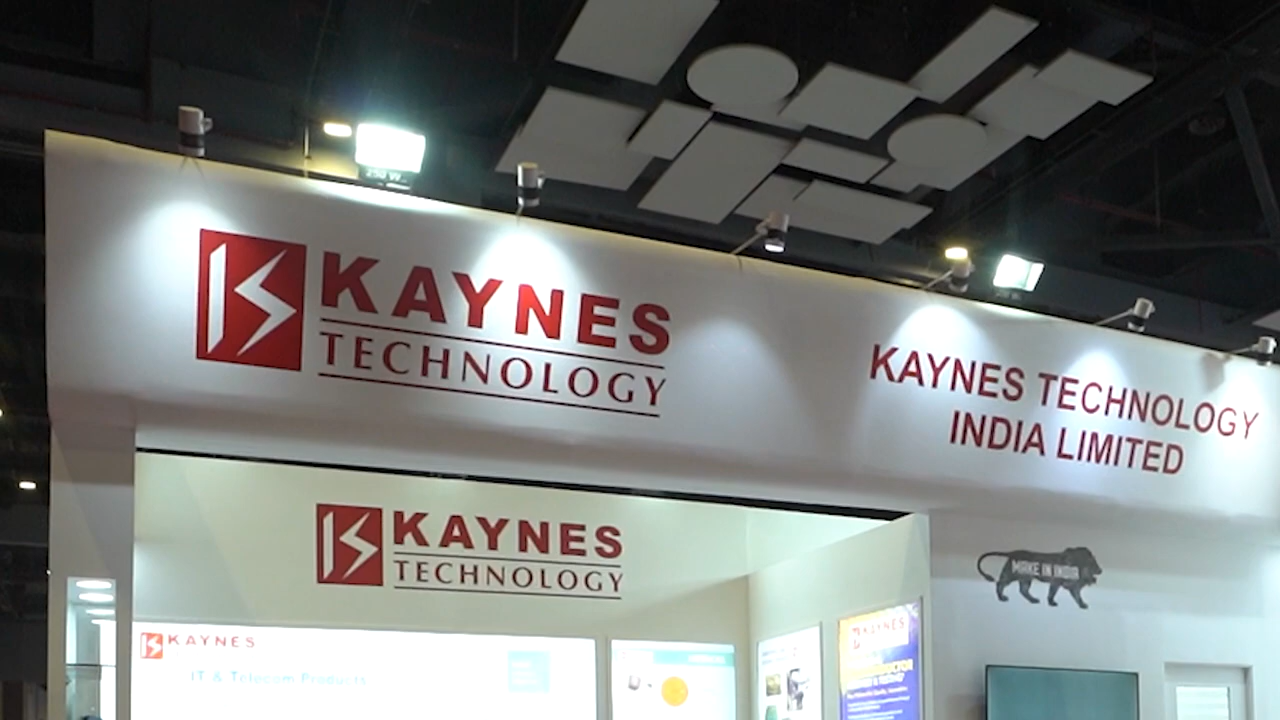 KAYNES
TECHNOLOGY
KAYNES TECHNOLOGY
INDIA LIMITED
KAYNES
TECHNOLOGY
MAKE IN INDIA
KAYNES
IT & Telecom Products
KAYNES